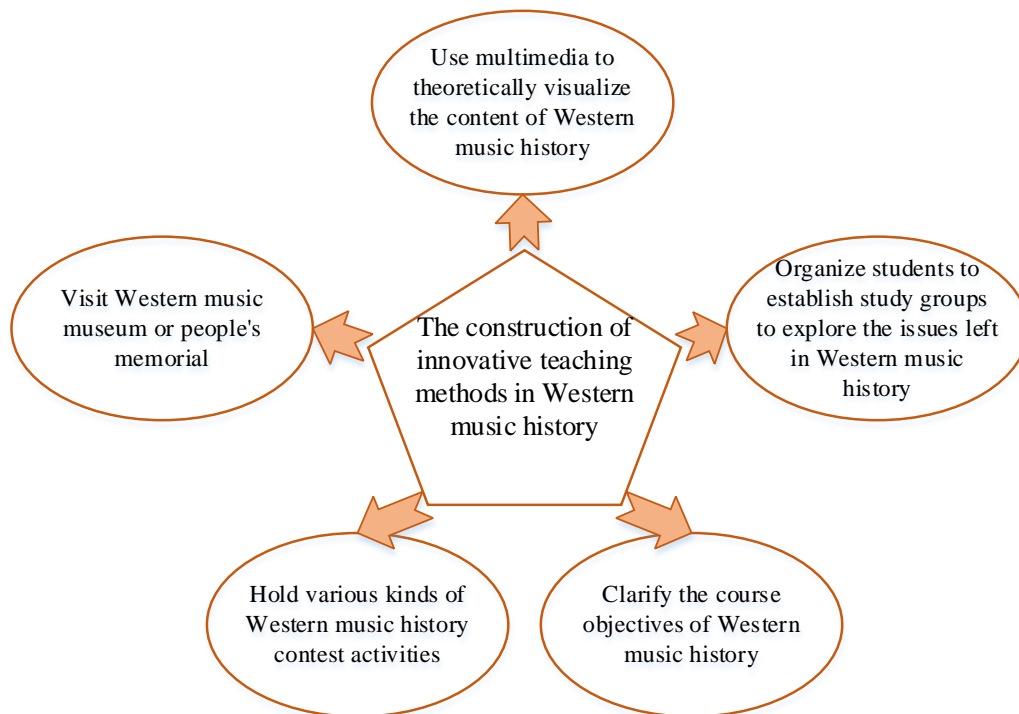 Use multimedia to
theoretically visualize
the content of Western
music history
Visit Western music
museum or people's
memorial
The construction of
innovative teaching
methods in Western
music history
Organize students to
establish study groups
to explore the issues left
in Western music
history
Hold various kinds of
Western music history
contest activities
Clarify the course
objectives of Western
music history